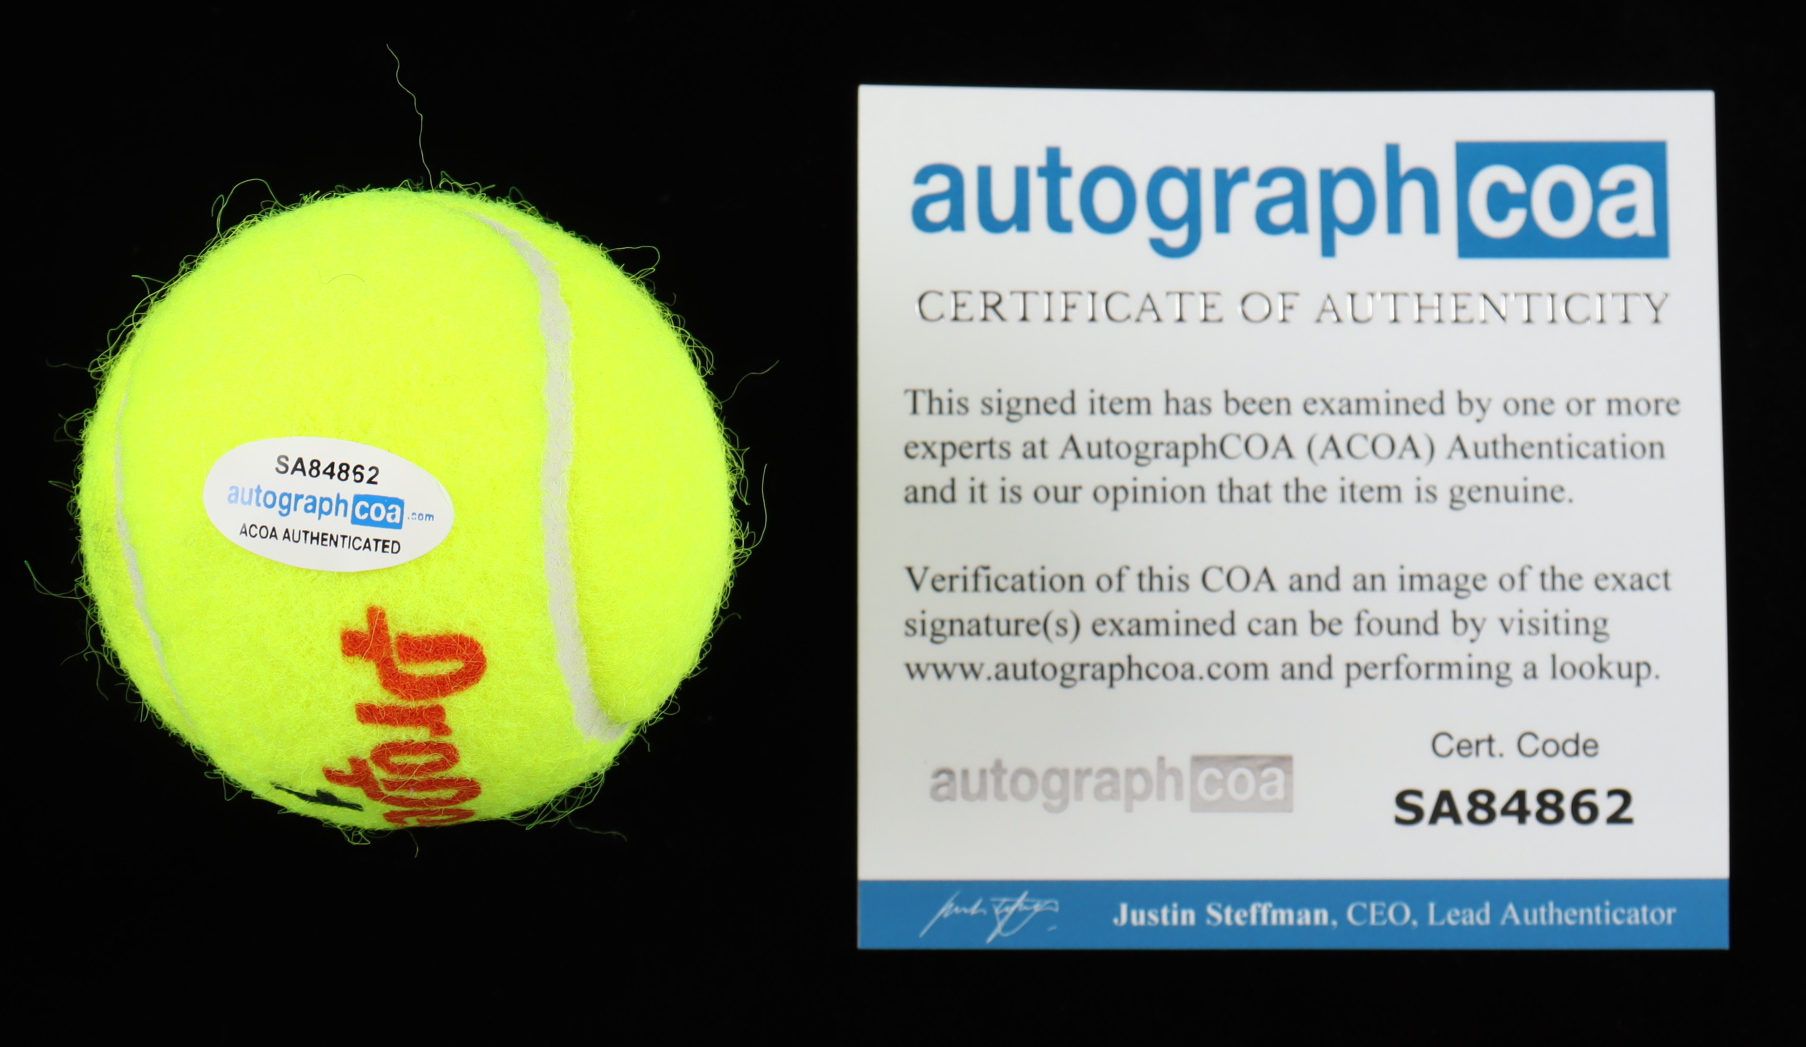 SA84862
autographcoa.com
ACOA AUTHENTICATED
autographcoa
CERTIFICATE OF AUTHENTICITY
This signed item has been examined by one or more
experts at AutographCOA (ACOA) Authentication
and it is our opinion that the item is genuine.
Verification of this COA and an image of the exact
signature(s) examined can be found by visiting
www.autographcoa.com and performing a lookup.
Cert. Code
autographcoa
SA84862
Justin Steffman, CEO, Lead Authenticator